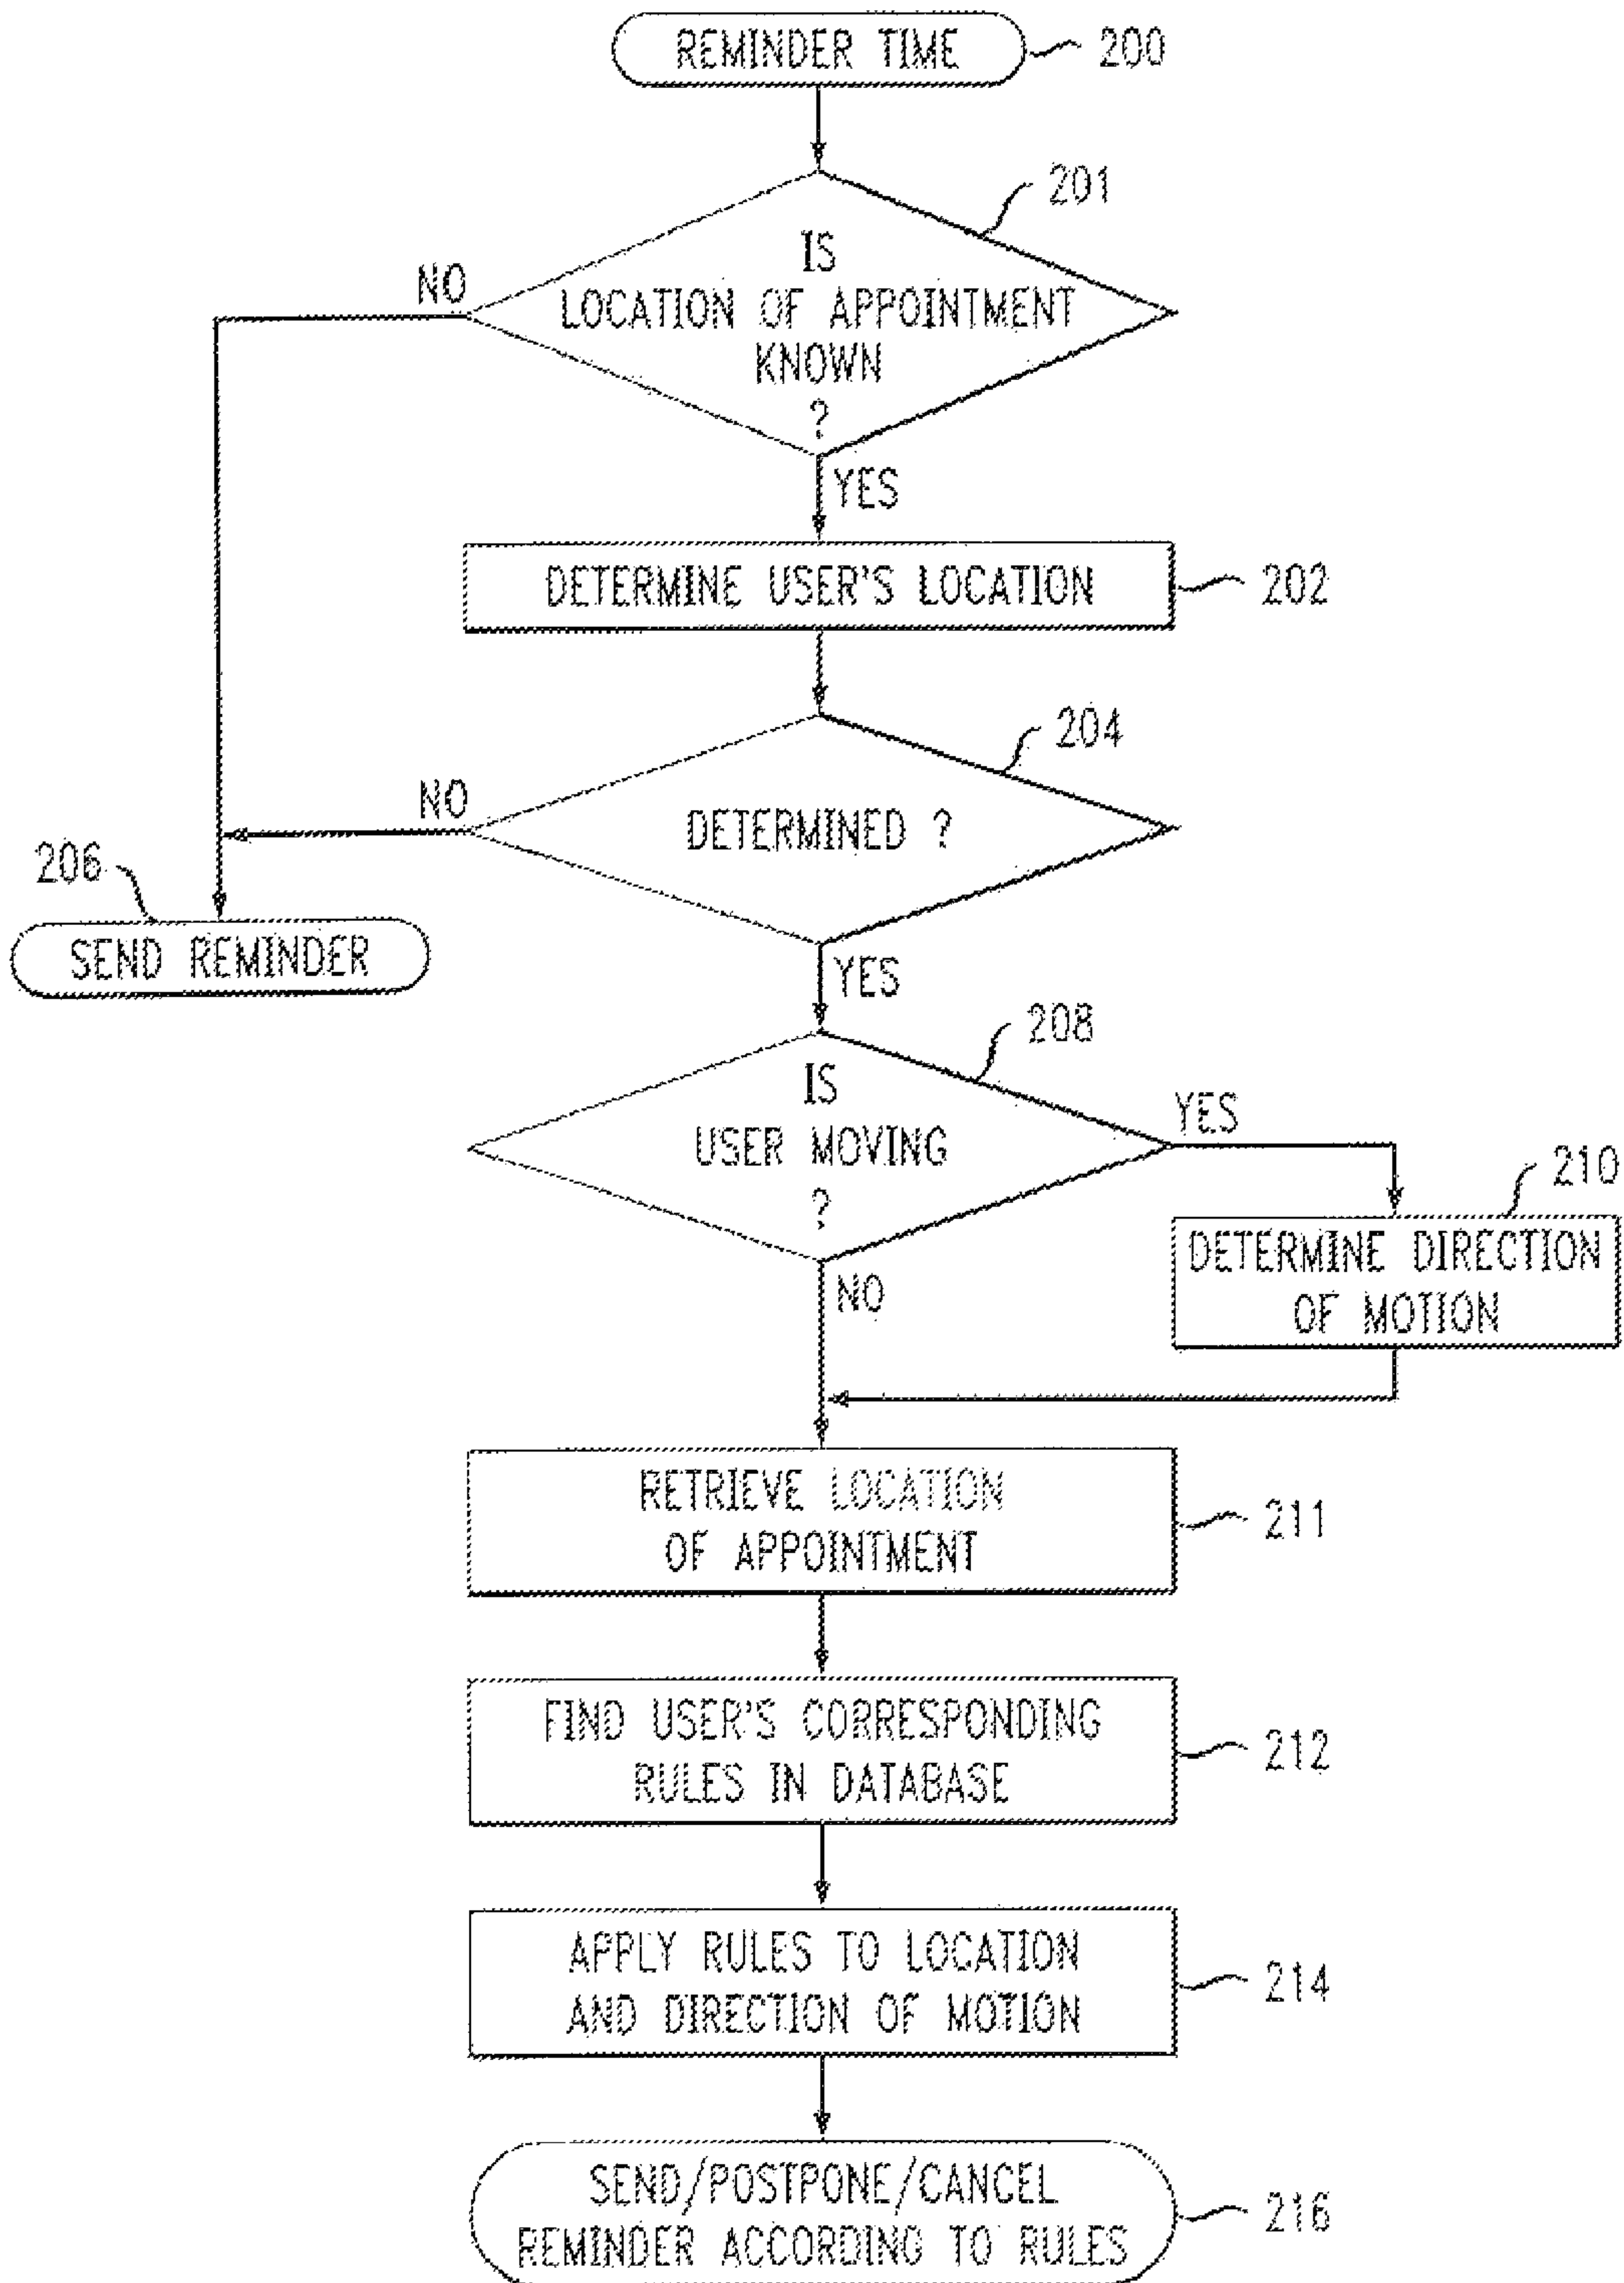 REMINDER TIME
200
201
IS
LOCATION OF APPOINTMENT
KNOWN
?
NO
YES
DETERMINE USER'S LOCATION
202
204
DETERMINED ?
NO
206
SEND REMINDER
YES
208
IS
USER MOVING
?
YES
210
DETERMINE DIRECTION
OF MOTION
NO
RETRIEVE LOCATION
OF APPOINTMENT
211
FIND USER'S CORRESPONDING
RULES IN DATABASE
212
APPLY RULES TO LOCATION
AND DIRECTION OF MOTION
214
SEND/POSTPONE/CANCEL
REMINDER ACCORDING TO RULES
216